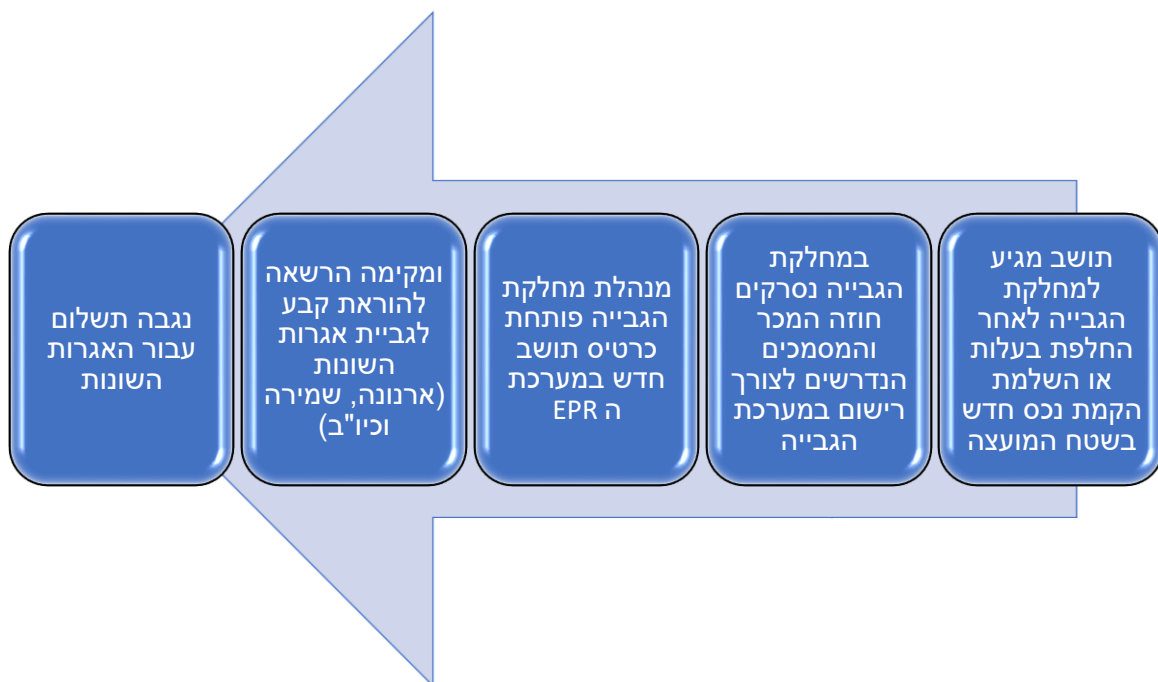 תושב מגיע
למחלקת
הגבייה לאחר
החלפת בעלות
או השלמת
הקמת נכס חדש
בשטח המועצה
במחלקת
הגבייה נסרקים
חוזה המכר
והמסמכים
הנדרשים לצורך
רישום במערכת
הגבייה
מנהלת מחלקת
הגבייה פותחת
כרטיס תושב
חדש במערכת
ה EPR
ומקימה הרשאה
להוראת קבע
לגביית אגרות
השונות
(ארנונה, שמירה
וכיו"ב)
נגבה תשלום
עבור האגרות
השונות